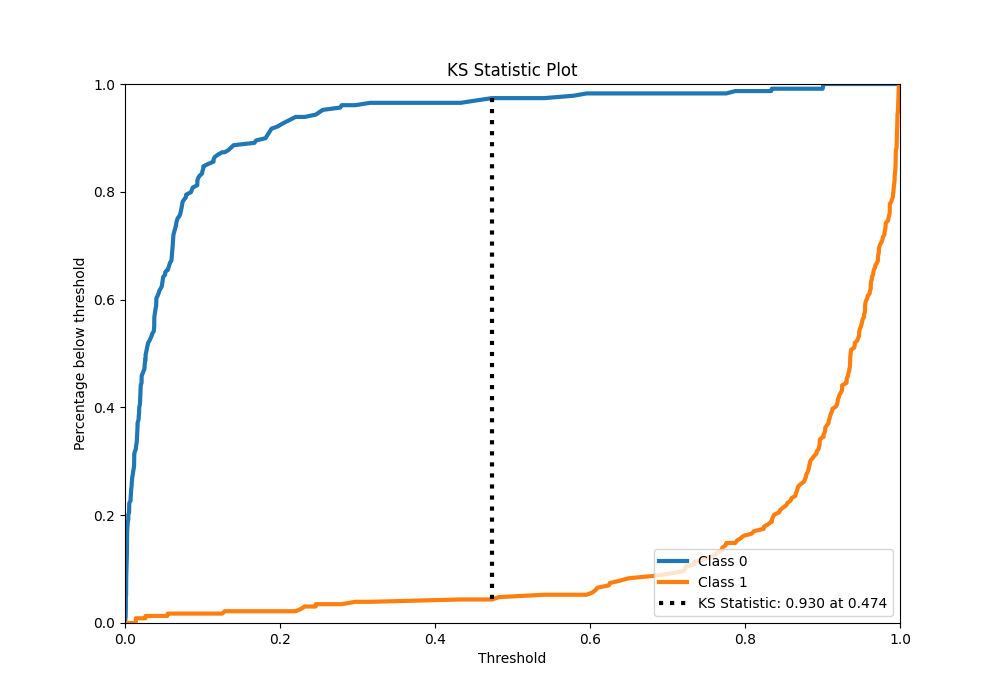 KS Statistic Plot
1.0
0.8
0.6
0.4
0.2
0.0
Percentage below threshold
0.0 0.2 0.4 0.6 0.8 1.0
Threshold
Class 0
Class 1
KS Statistic: 0.930 at 0.474